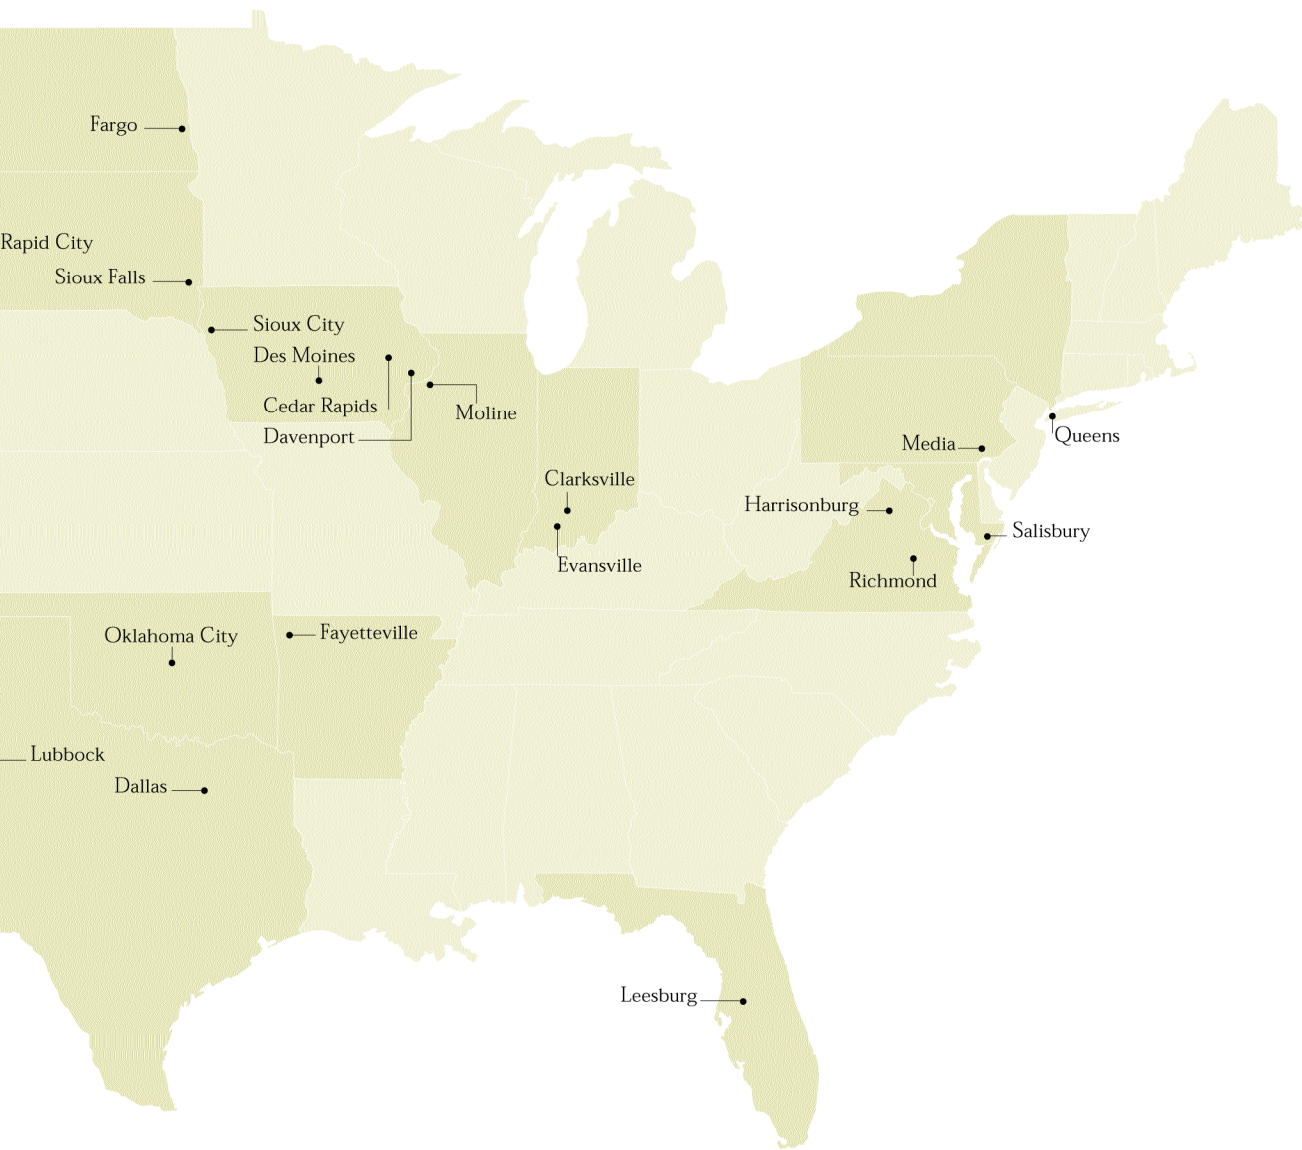 Fargo
Rapid City
Sioux Falls
Sioux City
Des Moines
Cedar Rapids
Moline
Davenport
Queens
Media
Clarksville
Harrisonburg
Salisbury
Evansville
Richmond
Oklahoma City
Fayetteville
Lubbock
Dallas
Leesburg